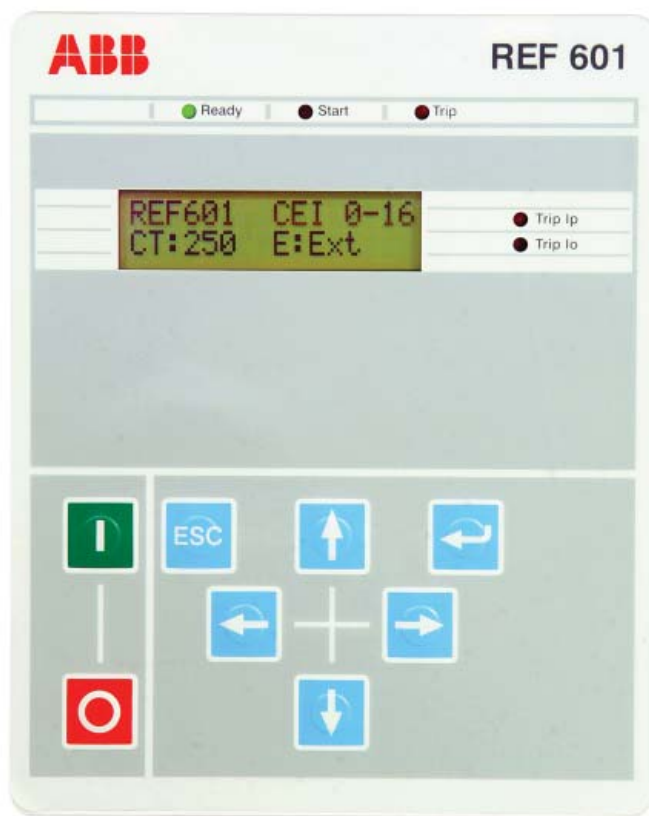 ABB REF 601
Ready Start Trip
REF601 CEI 0-16
CT:250 E:Ext
Trip Ip
Trip Io
I
ESC
O